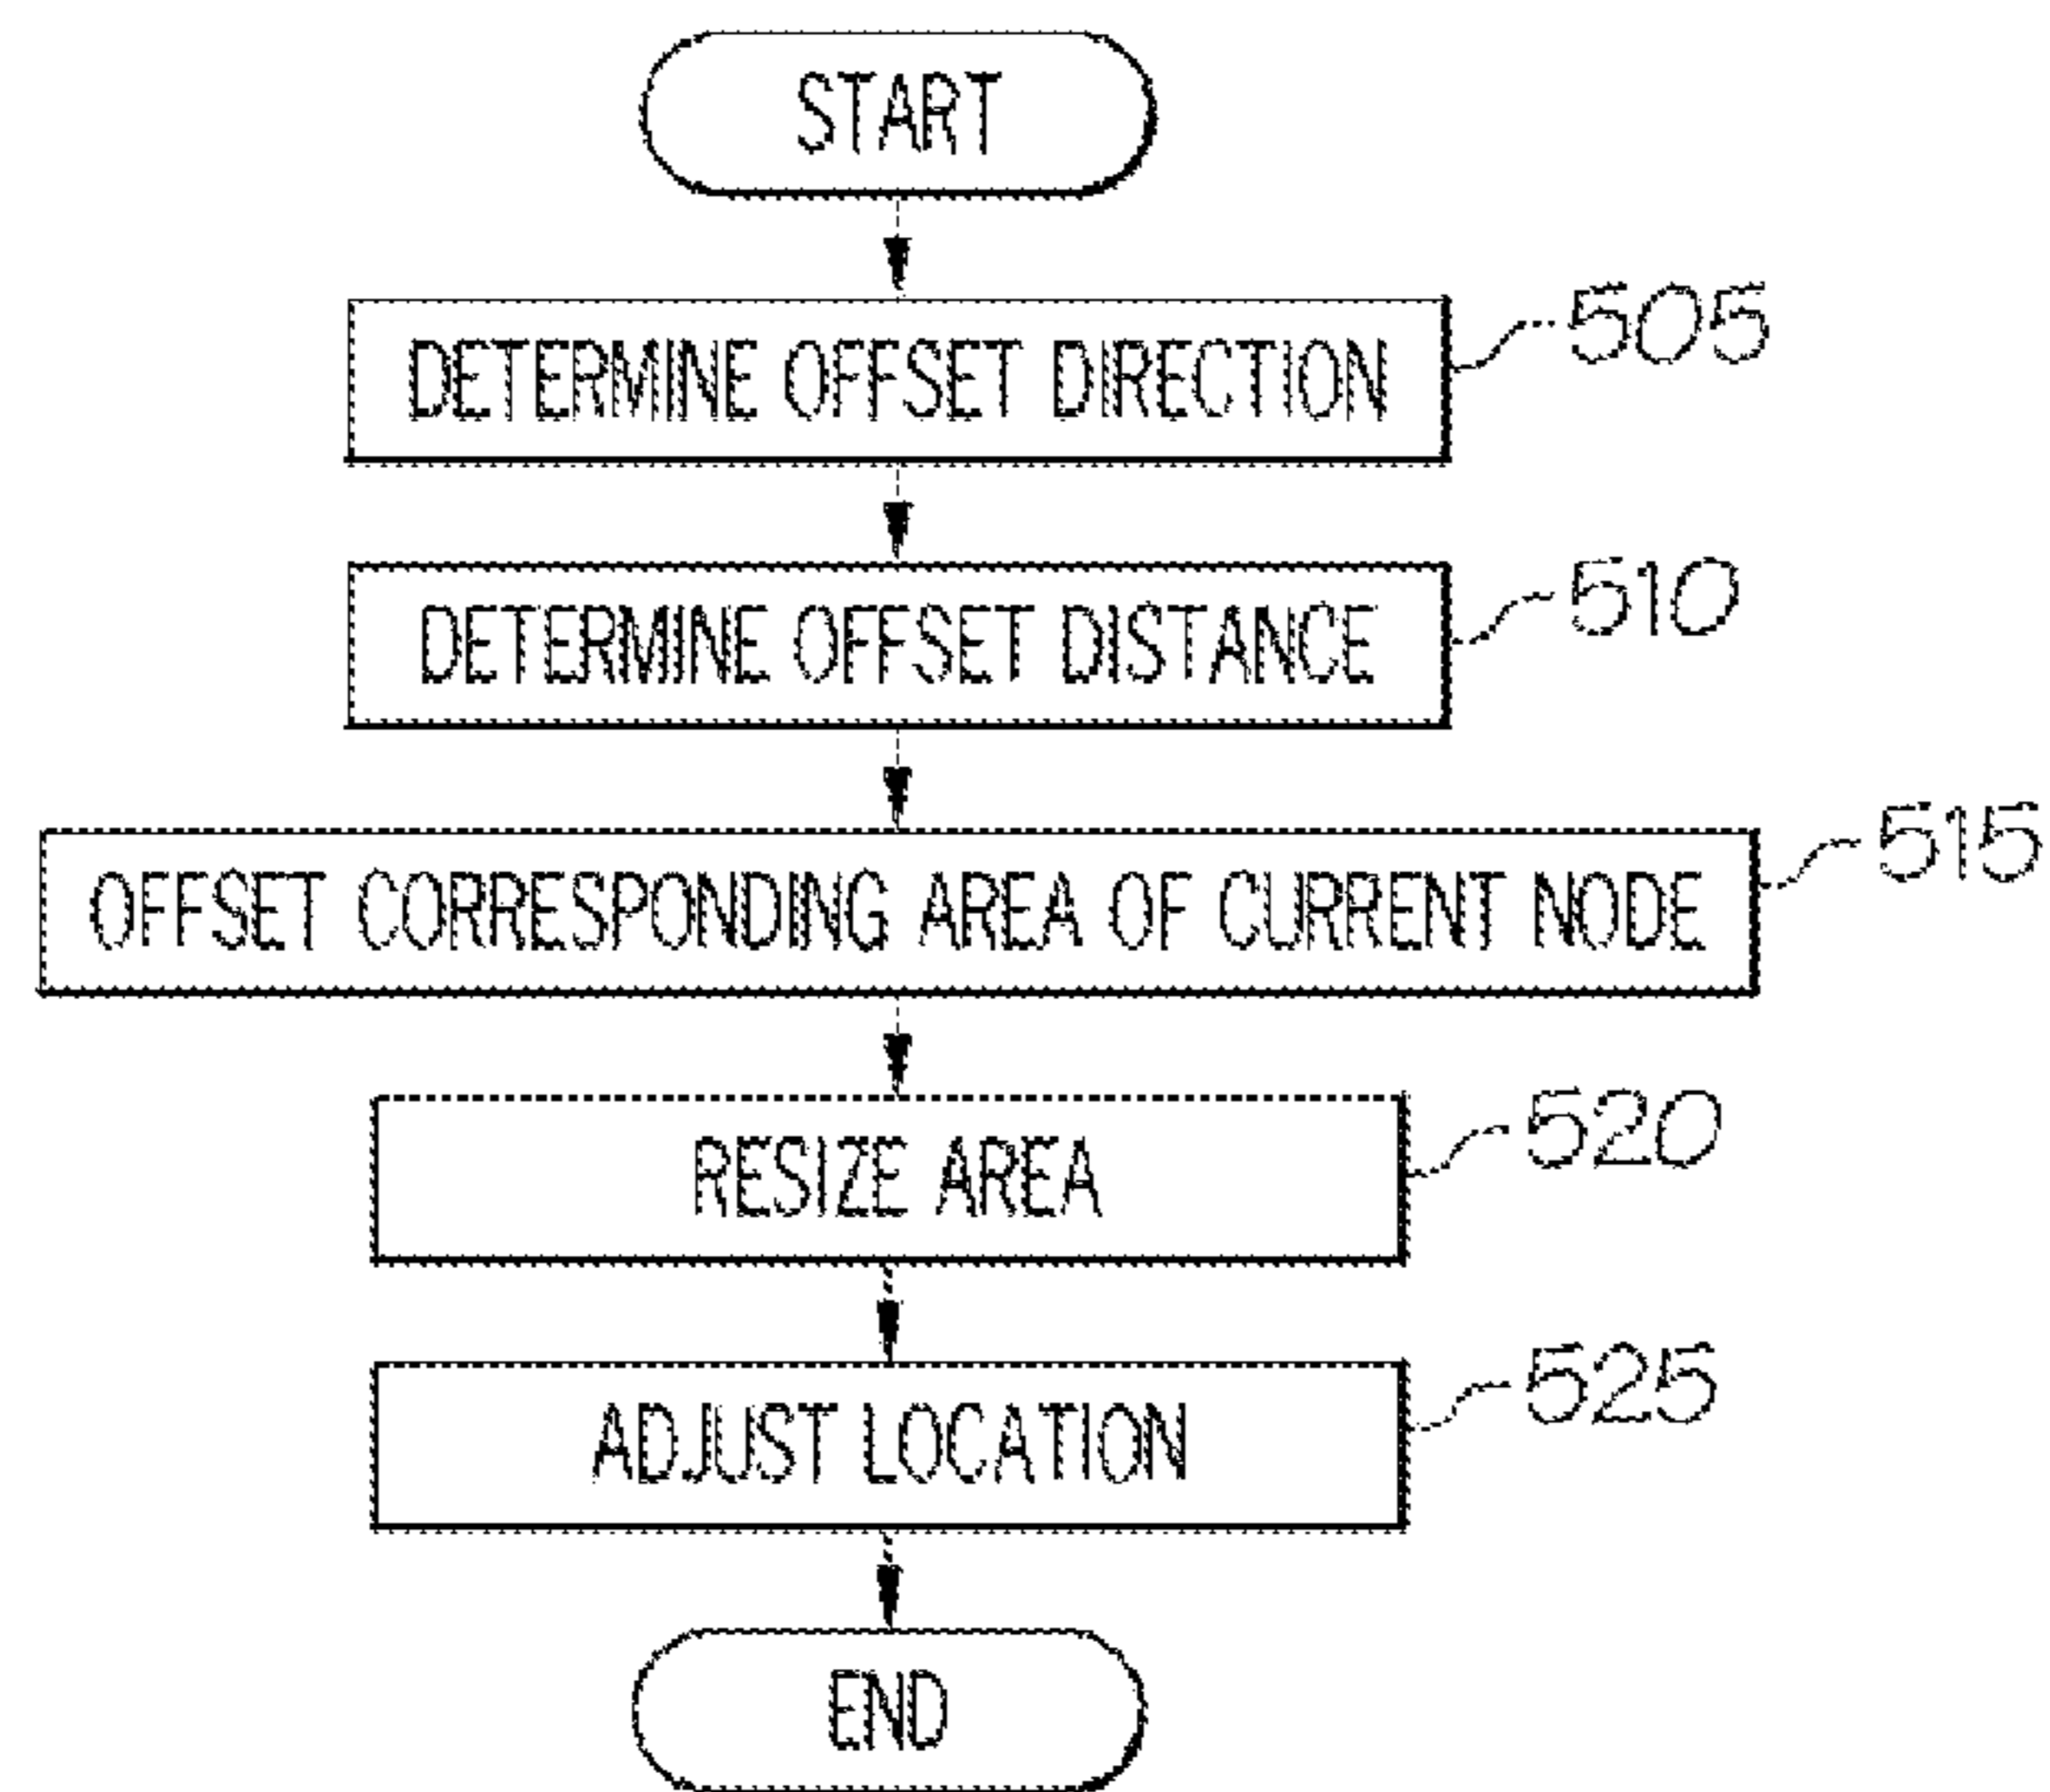 START
DETERMINE OFFSET DIRECTION
505
DETERMINE OFFSET DISTANCE
510
OFFSET CORRESPONDING AREA OF CURRENT NODE
515
RESIZE AREA
520
ADJUST LOCATION
525
END